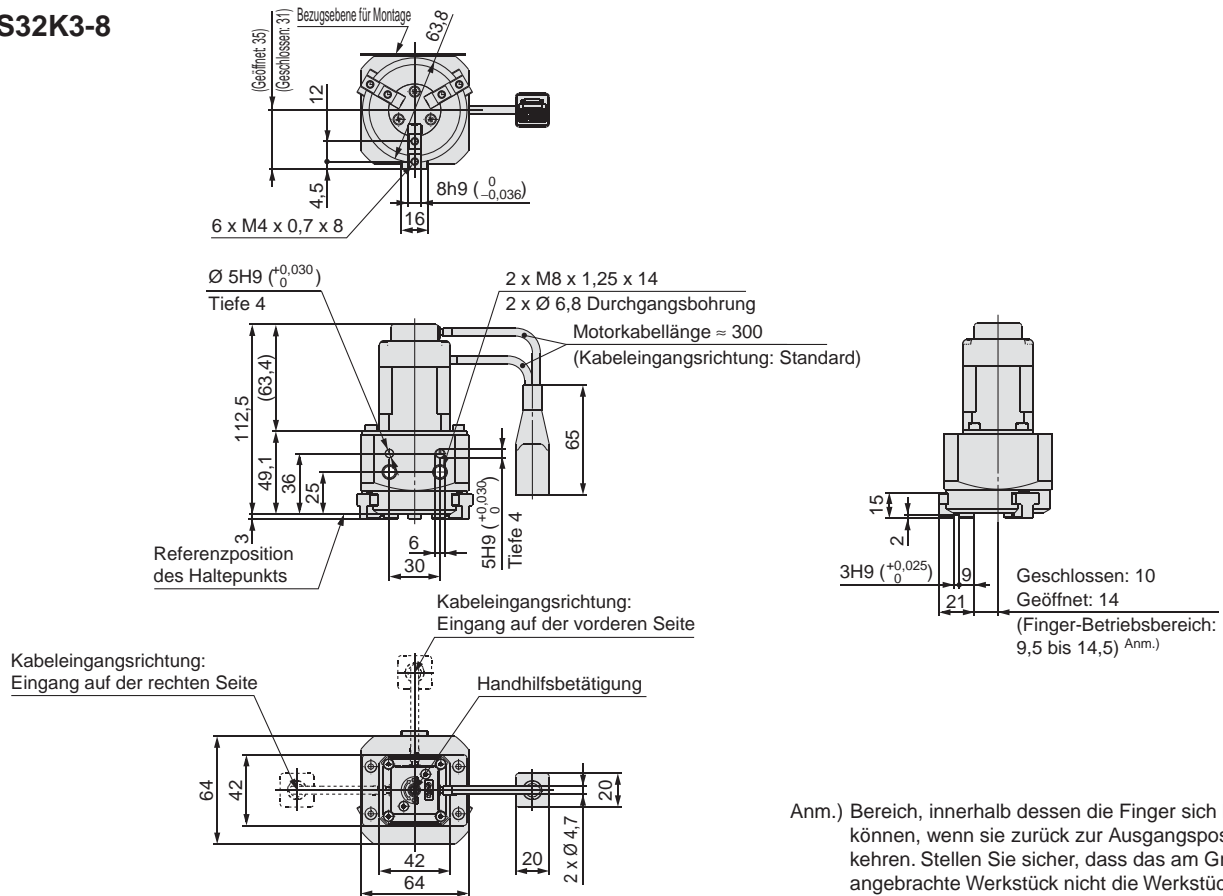 S32K3-8
(Geöffnet: 35)
(Geschlossen: 31)
Bezugsebene für Montage
63,8
12
4,5
8h9 ( 0 –0,036)
16
6 x M4 x 0,7 x 8
Ø 5H9 (+0,030 0)
Tiefe 4
2 x M8 x 1,25 x 14
2 x Ø 6,8 Durchgangsbohrung
Motorkabellänge ≈ 300
(Kabeleingangsrichtung: Standard)
112,5
(63,4)
49,1
36
25
3
65
6
30
5H9 (+0,030 0)
Tiefe 4
Referenzposition
des Haltepunkts
15
2
3H9 (+0,025 0)
9
21
Geschlossen: 10
Geöffnet: 14
(Finger-Betriebsbereich:
9,5 bis 14,5) Anm.)
Kabeleingangsrichtung:
Eingang auf der vorderen Seite
Kabeleingangsrichtung:
Eingang auf der rechten Seite
Handhilfsbetätigung
64
42
42
64
20
2 x Ø 4,7
20
Anm.) Bereich, innerhalb dessen die Finger sich
können, wenn sie zurück zur Ausgangspos
kehren. Stellen Sie sicher, dass das am Gr
angebrachte Werkstück nicht die Werkstüc